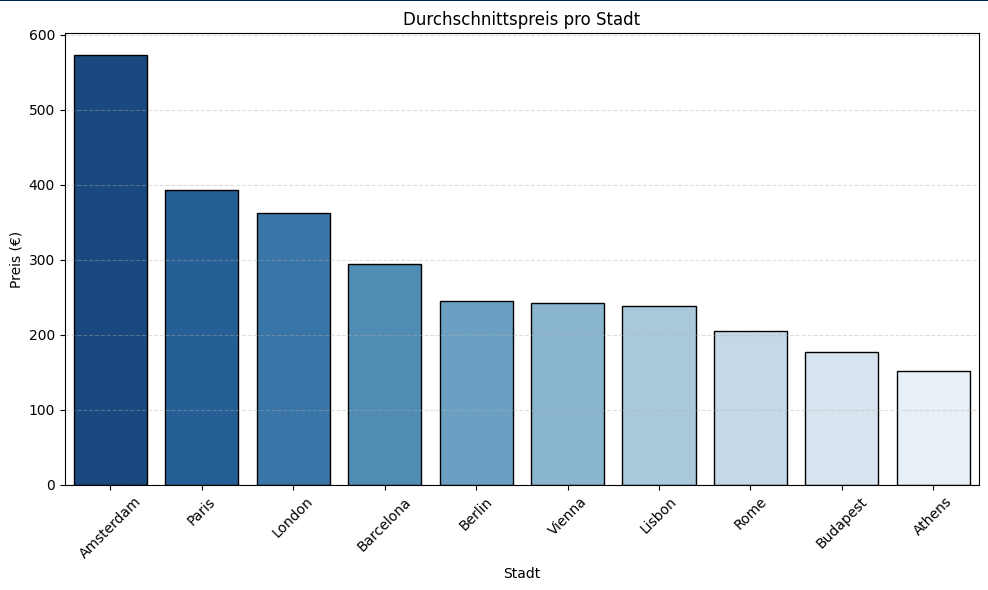 Durchschnittspreis pro Stadt
Preis (€)
600
500
400
300
200
100
0
Amsterdam
Paris
London
Barcelona
Berlin
Vienna
Lisbon
Rome
Budapest
Athens
Stadt